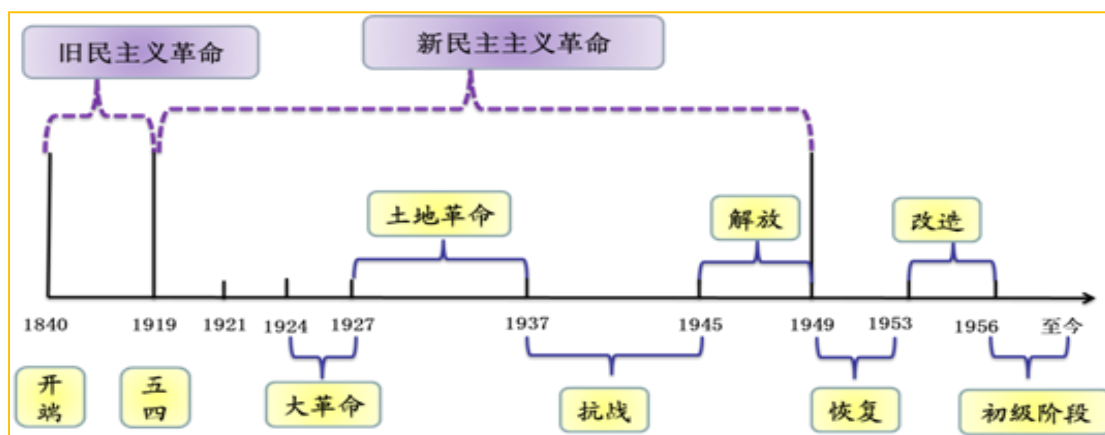 旧民主义革命
新民主主义革命
土地革命
解放
改造
1840
1919
1921
1924
1927
1937
1945
1949
1953
1956
至今
开
端
五
四
大革命
抗战
恢复
初级阶段